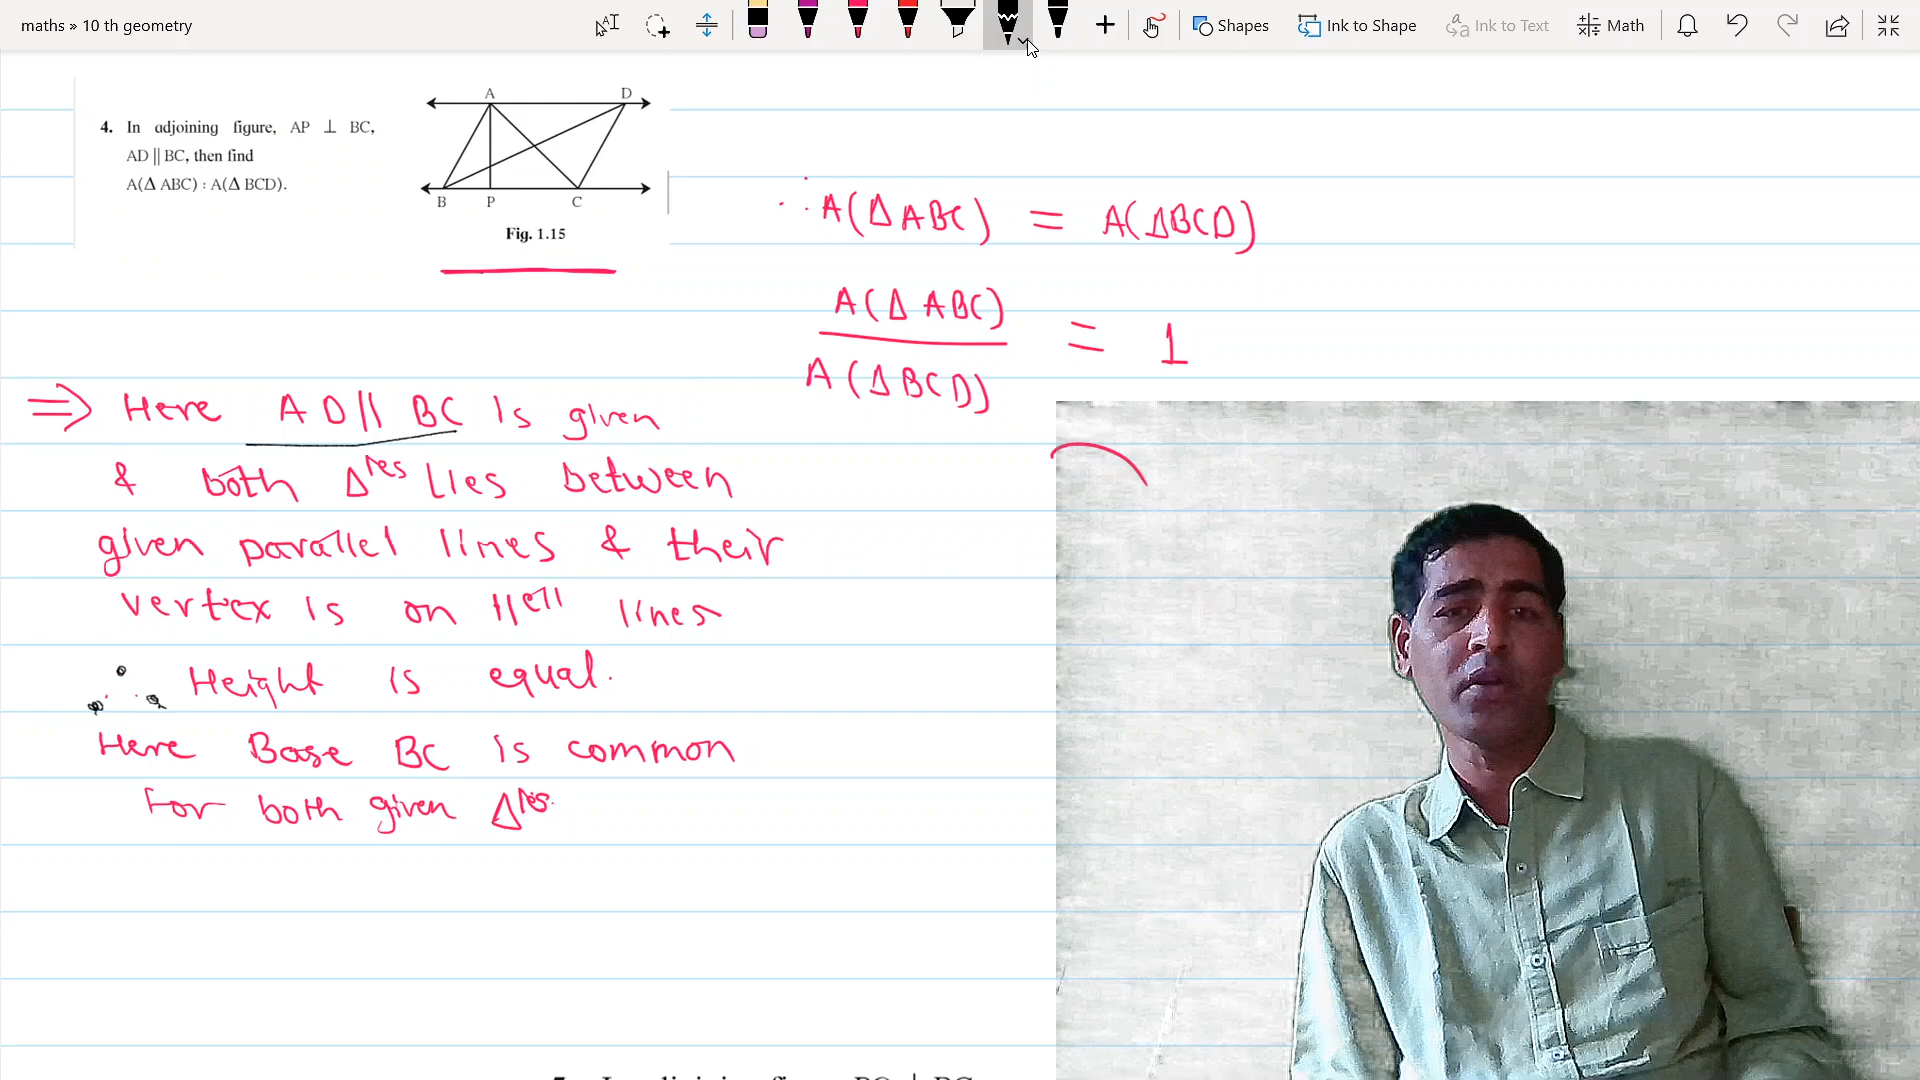 maths » 10 th geometry
Shapes
Ink to Shape
Ink to Text
Math
4. In adjoining figure, AP ⊥ BC,
AD || BC, then find
A(Δ ABC) : A(Δ BCD).
A D
B P C
Fig. 1.15
∴ A(Δ ABC) = A(ΔBCD)
A(Δ ABC)
A(ΔBCD)
= 1
⇒ Here AD || BC is given
& both Δles lies between
given parallel lines & their
vertex is on llell lines
∴ Height is equal.
Here Base BC is common
For both given Δles.